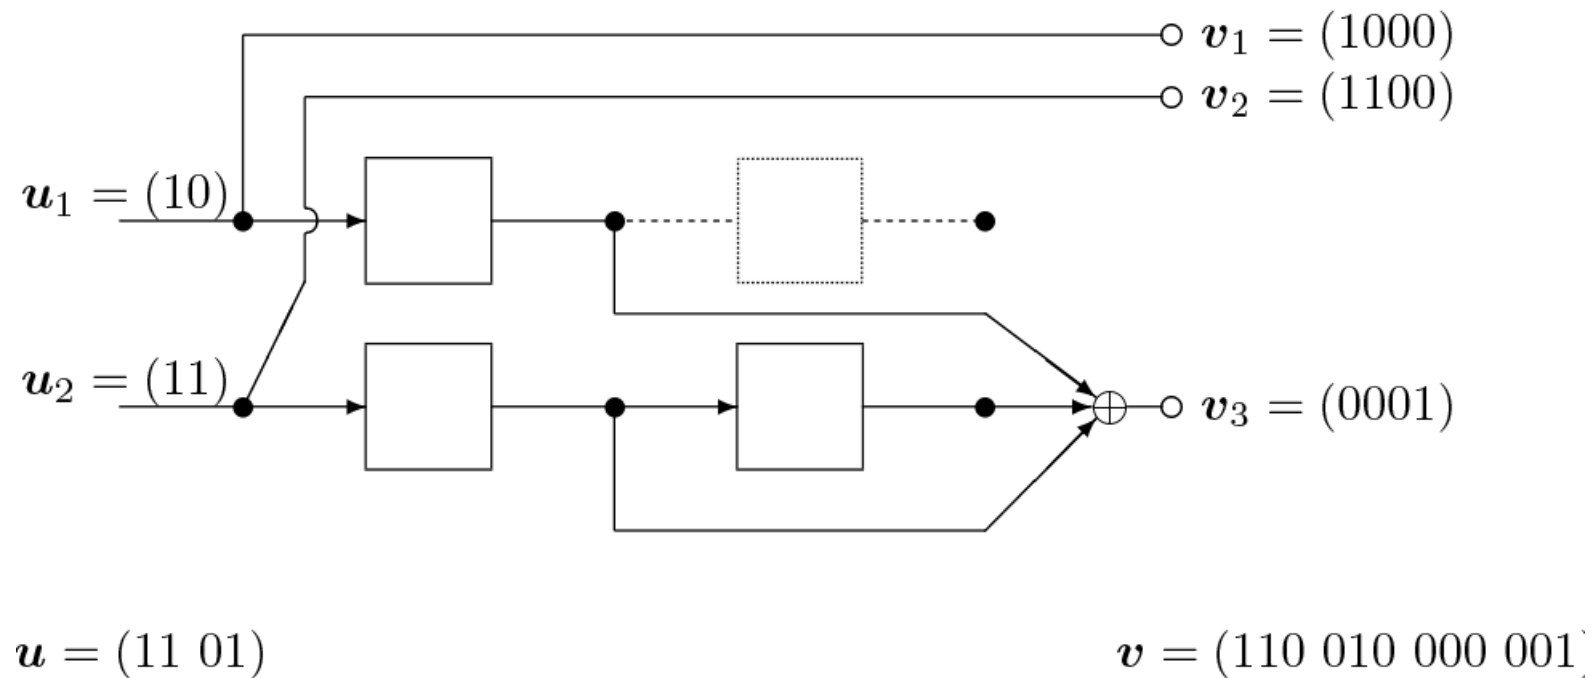 v₁ = (1000)
v₂ = (1100)
u₁ = (10)
u₂ = (11)
v₃ = (0001)
u = (11 01)
v = (110 010 000 001)